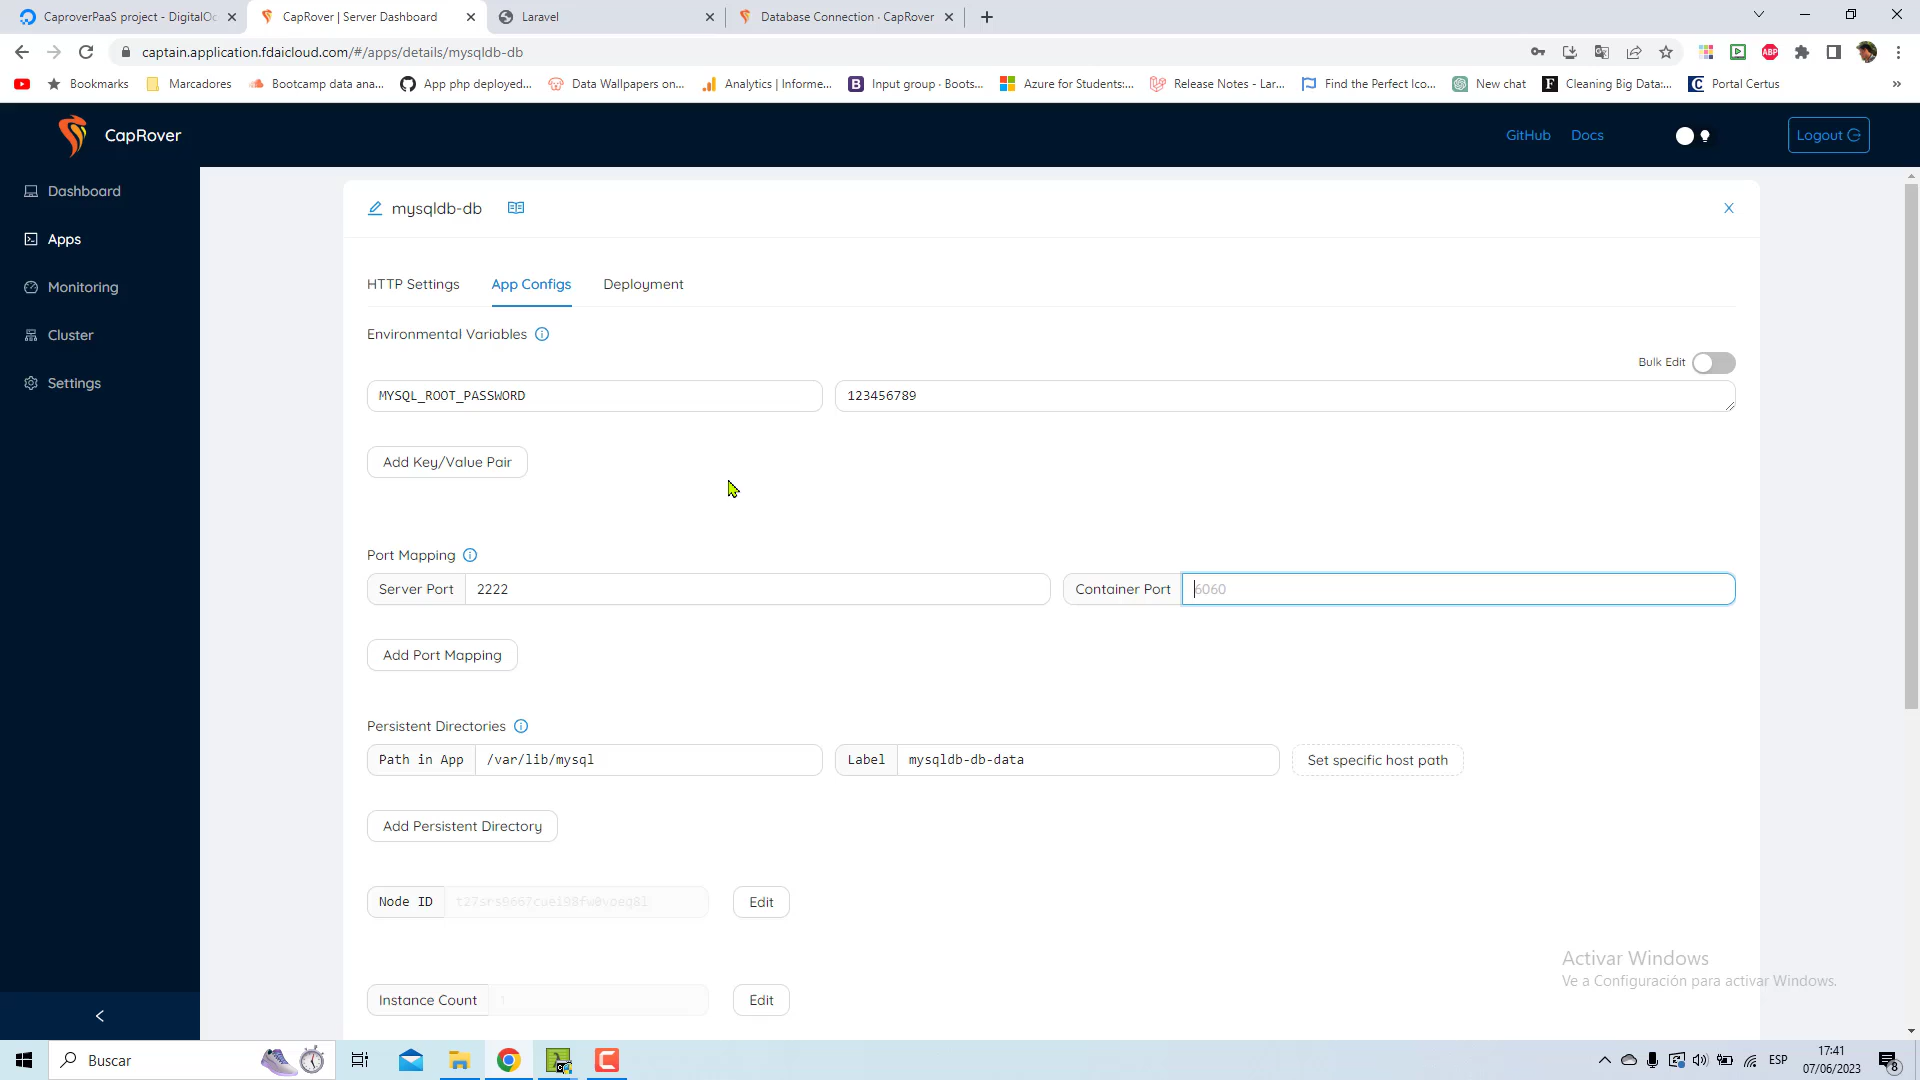 CaproverPaaS project - DigitalOc
CapRover | Server Dashboard
Laravel
Database Connection · CapRover
captain.application.fdaicloud.com/#/apps/details/mysqldb-db
Bookmarks
Marcadores
Bootcamp data ana...
App php deployed...
Data Wallpapers on...
Analytics | Informe...
Input group · Boots...
Azure for Students:...
Release Notes - Lar...
Find the Perfect Ico...
New chat
Cleaning Big Data:...
Portal Certus
CapRover
GitHub
Docs
Logout
Dashboard
Apps
Monitoring
Cluster
Settings
mysqldb-db
HTTP Settings
App Configs
Deployment
Environmental Variables
Bulk Edit
MYSQL_ROOT_PASSWORD
123456789
Add Key/Value Pair
Port Mapping
Server Port
2222
Container Port
6060
Add Port Mapping
Persistent Directories
Path in App
/var/lib/mysql
Label
mysqldb-db-data
Set specific host path
Add Persistent Directory
Node ID
Edit
Instance Count
1
Edit
Activar Windows
Ve a Configuración para activar Windows.
Buscar
ESP
17:41
07/06/2023
8